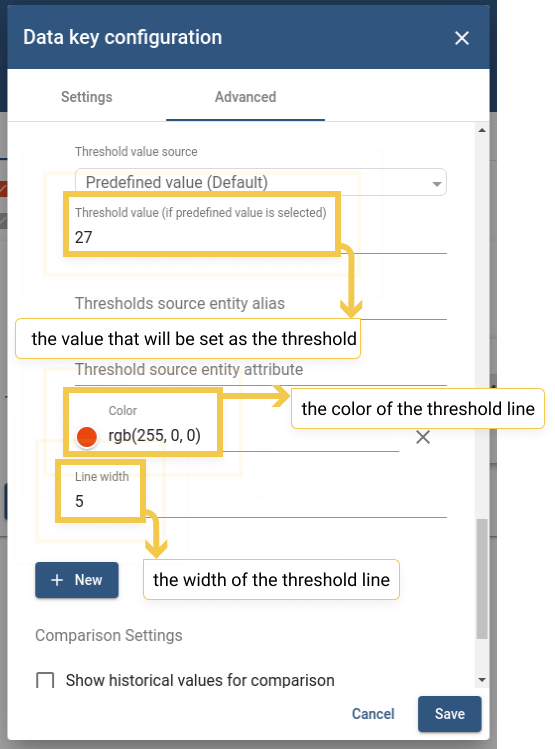 Data key configuration
Settings
Advanced
Threshold value source
Predefined value (Default)
Threshold value (if predefined value is selected)
27
Thresholds source entity alias
the value that will be set as the threshold
Threshold source entity attribute
Color
rgb(255, 0, 0)
the color of the threshold line
Line width
5
+ New
the width of the threshold line
Comparison Settings
Show historical values for comparison
Cancel
Save